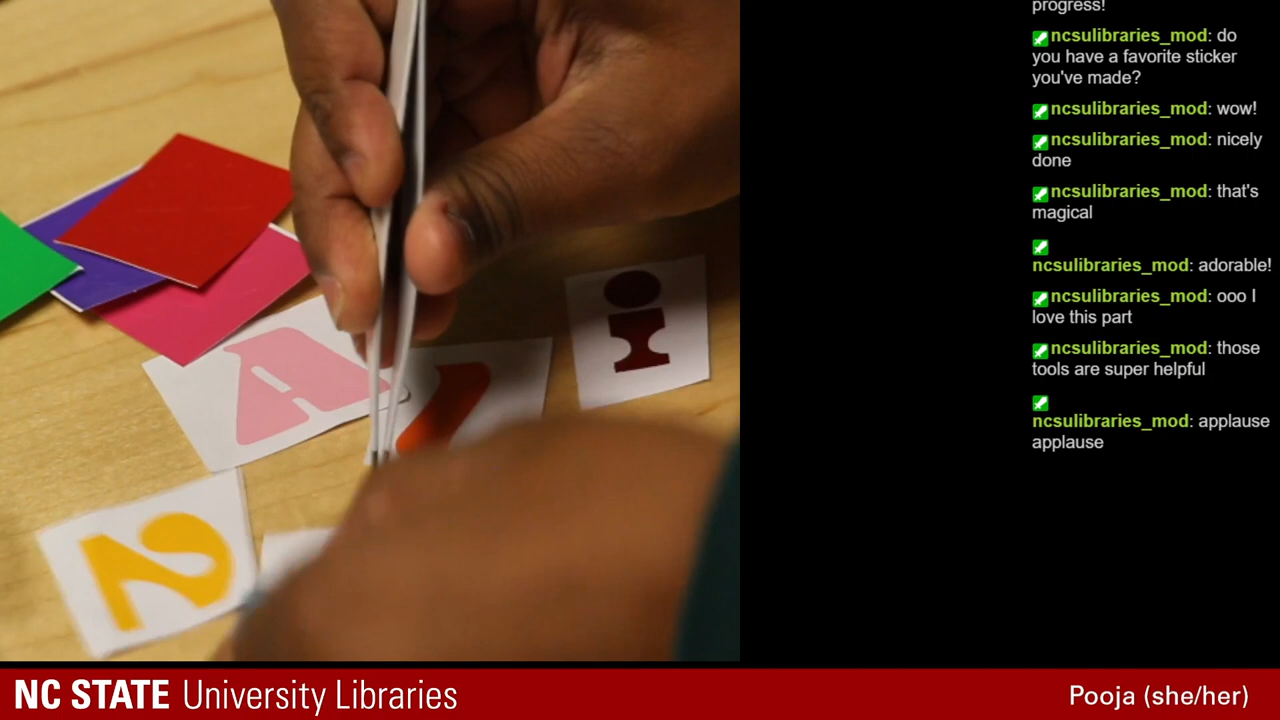 A
i
2
progress!
ncsulibraries_mod: do
you have a favorite sticker
you've made?
ncsulibraries_mod: wow!
ncsulibraries_mod: nicely
done
ncsulibraries_mod: that's
magical
ncsulibraries_mod: adorable!
ncsulibraries_mod: ooo I
love this part
ncsulibraries_mod: those
tools are super helpful
ncsulibraries_mod: applause
applause
NC STATE University Libraries
Pooja (she/her)